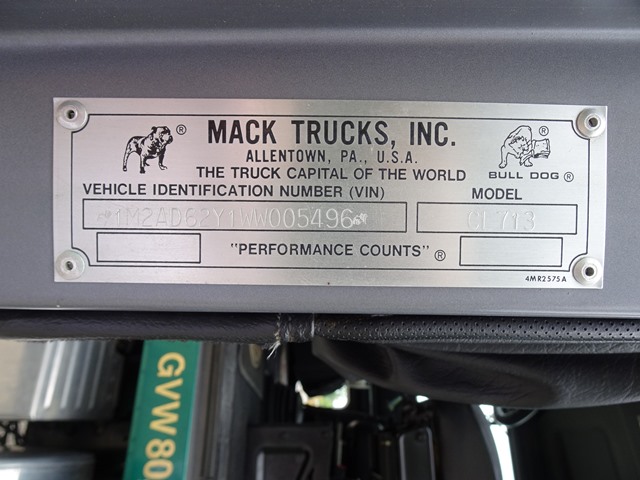 MACK TRUCKS, INC.
ALLENTOWN, PA., U.S.A.
THE TRUCK CAPITAL OF THE WORLD
BULL DOG ®
VEHICLE IDENTIFICATION NUMBER (VIN)
MODEL
1M2AD62Y1WW005496
CL713
"PERFORMANCE COUNTS" ®
4MR2575A
GVW 80